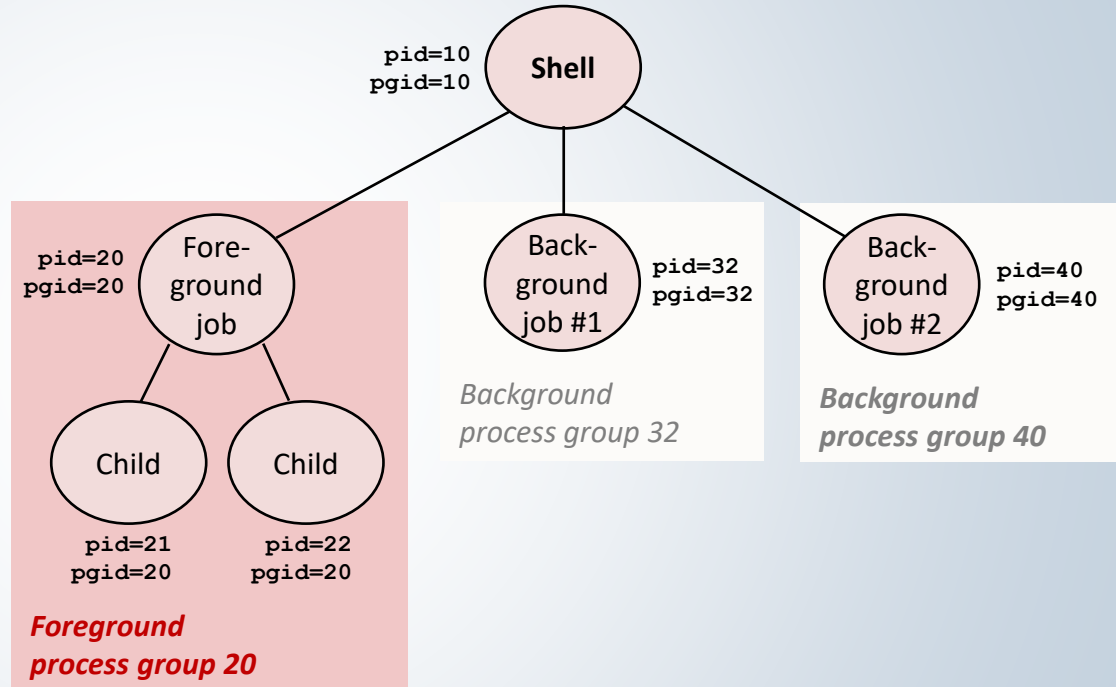 pid=10
pgid=10
Shell
pid=20
pgid=20
Fore-
ground
job
Back-
ground
job #1
pid=32
pgid=32
Back-
ground
job #2
pid=40
pgid=40
Background
process group 32
Background
process group 40
Child
Child
pid=21
pgid=20
pid=22
pgid=20
Foreground
process group 20